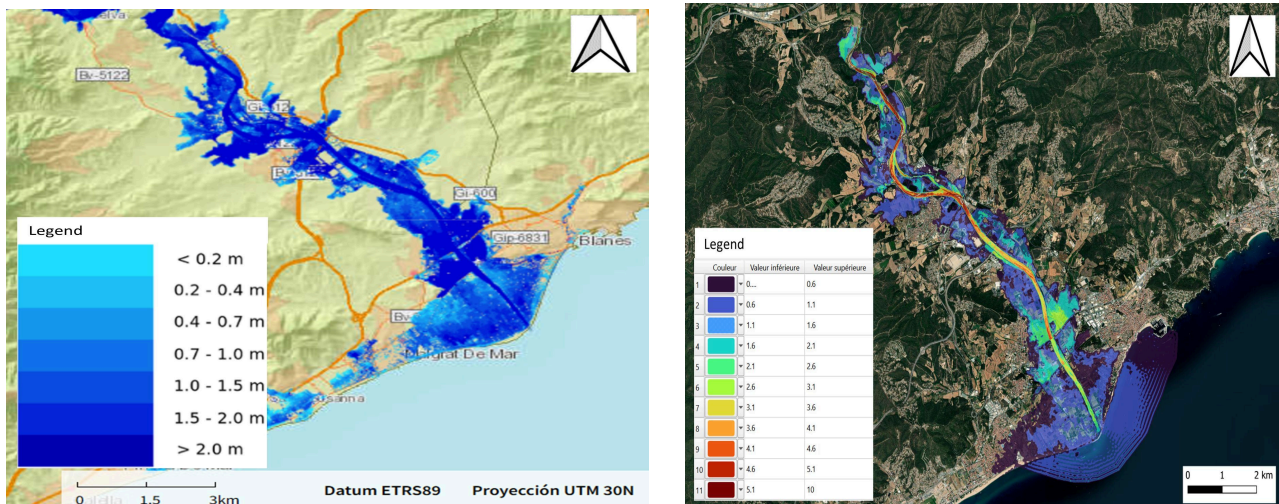 Bv-5122
Gi-600
Gip-6831
Blanes
Legend
< 0.2 m
0.2 - 0.4 m
0.4 - 0.7 m
0.7 - 1.0 m
1.0 - 1.5 m
1.5 - 2.0 m
> 2.0 m
0 1.5 3km
Datum ETRS89 Proyección UTM 30N
Legend
Couleur Valeur inférieure Valeur supérieure
1 0.... 0.6
2 0.6 1.1
3 1.1 1.6
4 1.6 2.1
5 2.1 2.6
6 2.6 3.1
7 3.1 3.6
8 3.6 4.1
9 4.1 4.6
10 4.6 5.1
11 5.1 10
0 1 2 km